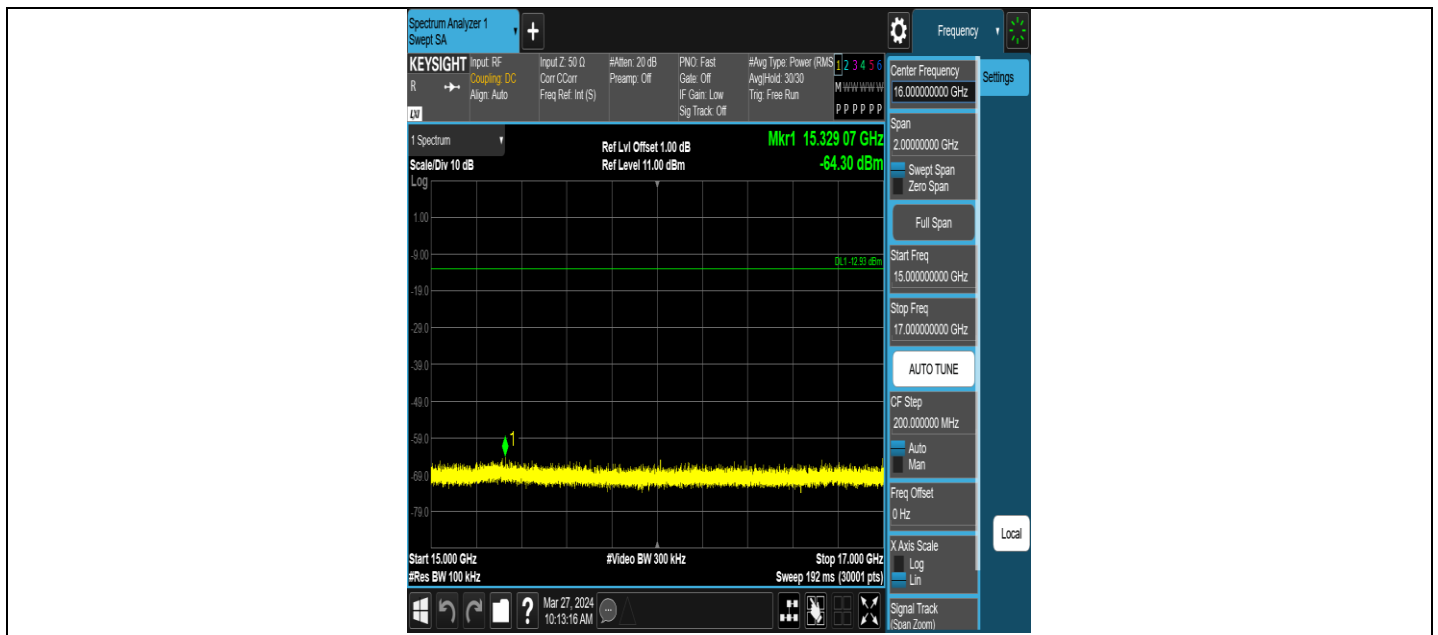 Spectrum Analyzer 1
Swept SA
+
Frequency
KEYSIGHT
R
LXI
Input: RF
Coupling: DC
Align: Auto
Input Z: 50 Ω
Corr CCorr
Freq Ref: Int (S)
#Atten: 20 dB
Preamp: Off
PNO: Fast
Gate: Off
IF Gain: Low
Sig Track: Off
#Avg Type: Power (RMS
Avg|Hold: 30/30
Trig: Free Run
1 2 3 4 5 6
M W W W W W
P P P P P P
1 Spectrum
Scale/Div 10 dB
Log
Ref Lvl Offset 1.00 dB
Ref Level 11.00 dBm
Mkr1 15.329 07 GHz
-64.30 dBm
1.00
-9.00
DL1 -12.93 dBm
-19.0
-29.0
-39.0
-49.0
-59.0
1
-69.0
-79.0
Start 15.000 GHz
#Res BW 100 kHz
#Video BW 300 kHz
Stop 17.000 GHz
Sweep 192 ms (30001 pts)
Center Frequency
16.000000000 GHz
Settings
Span
2.00000000 GHz
Swept Span
Zero Span
Full Span
Start Freq
15.000000000 GHz
Stop Freq
17.000000000 GHz
AUTO TUNE
CF Step
200.000000 MHz
Auto
Man
Freq Offset
0 Hz
X Axis Scale
Log
Lin
Local
Signal Track
(Span Zoom)
?
Mar 27, 2024
10:13:16 AM